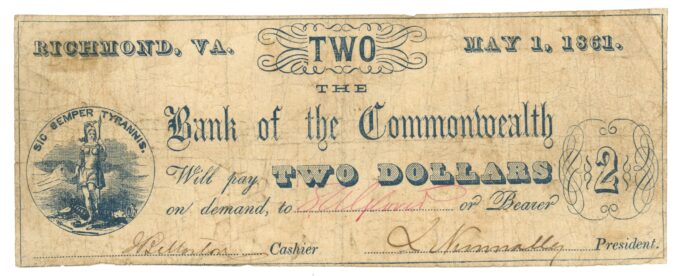 RICHMOND, VA. TWO MAY 1, 1861.
THE
SIC SEMPER TYRANNIS.
Bank of the Commonwealth
Will pay TWO DOLLARS
2
on demand, to or Bearer
Cashier President.